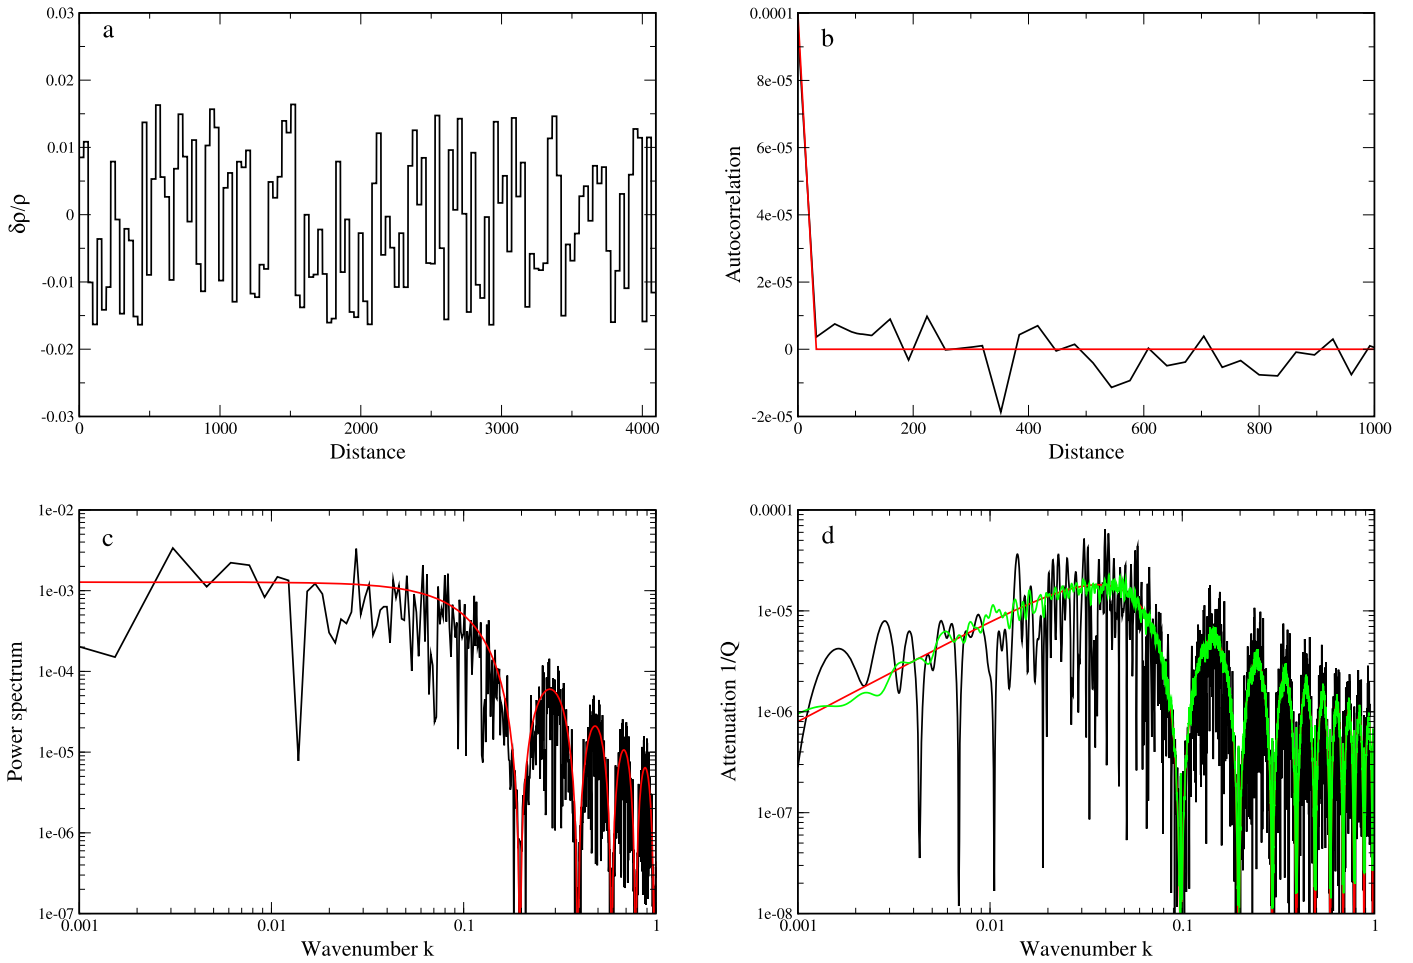 0.03
a
0.02
0.01
0
-0.01
-0.02
-0.03
δρ/ρ
0
1000
2000
3000
4000
Distance
0.0001
b
8e-05
6e-05
4e-05
2e-05
0
-2e-05
Autocorrelation
0
200
400
600
800
1000
Distance
1e-02
c
1e-03
1e-04
1e-05
1e-06
1e-07
Power spectrum
0.001
0.01
0.1
1
Wavenumber k
0.0001
d
1e-05
1e-06
1e-07
1e-08
Attenuation 1/Q
0.001
0.01
0.1
1
Wavenumber k